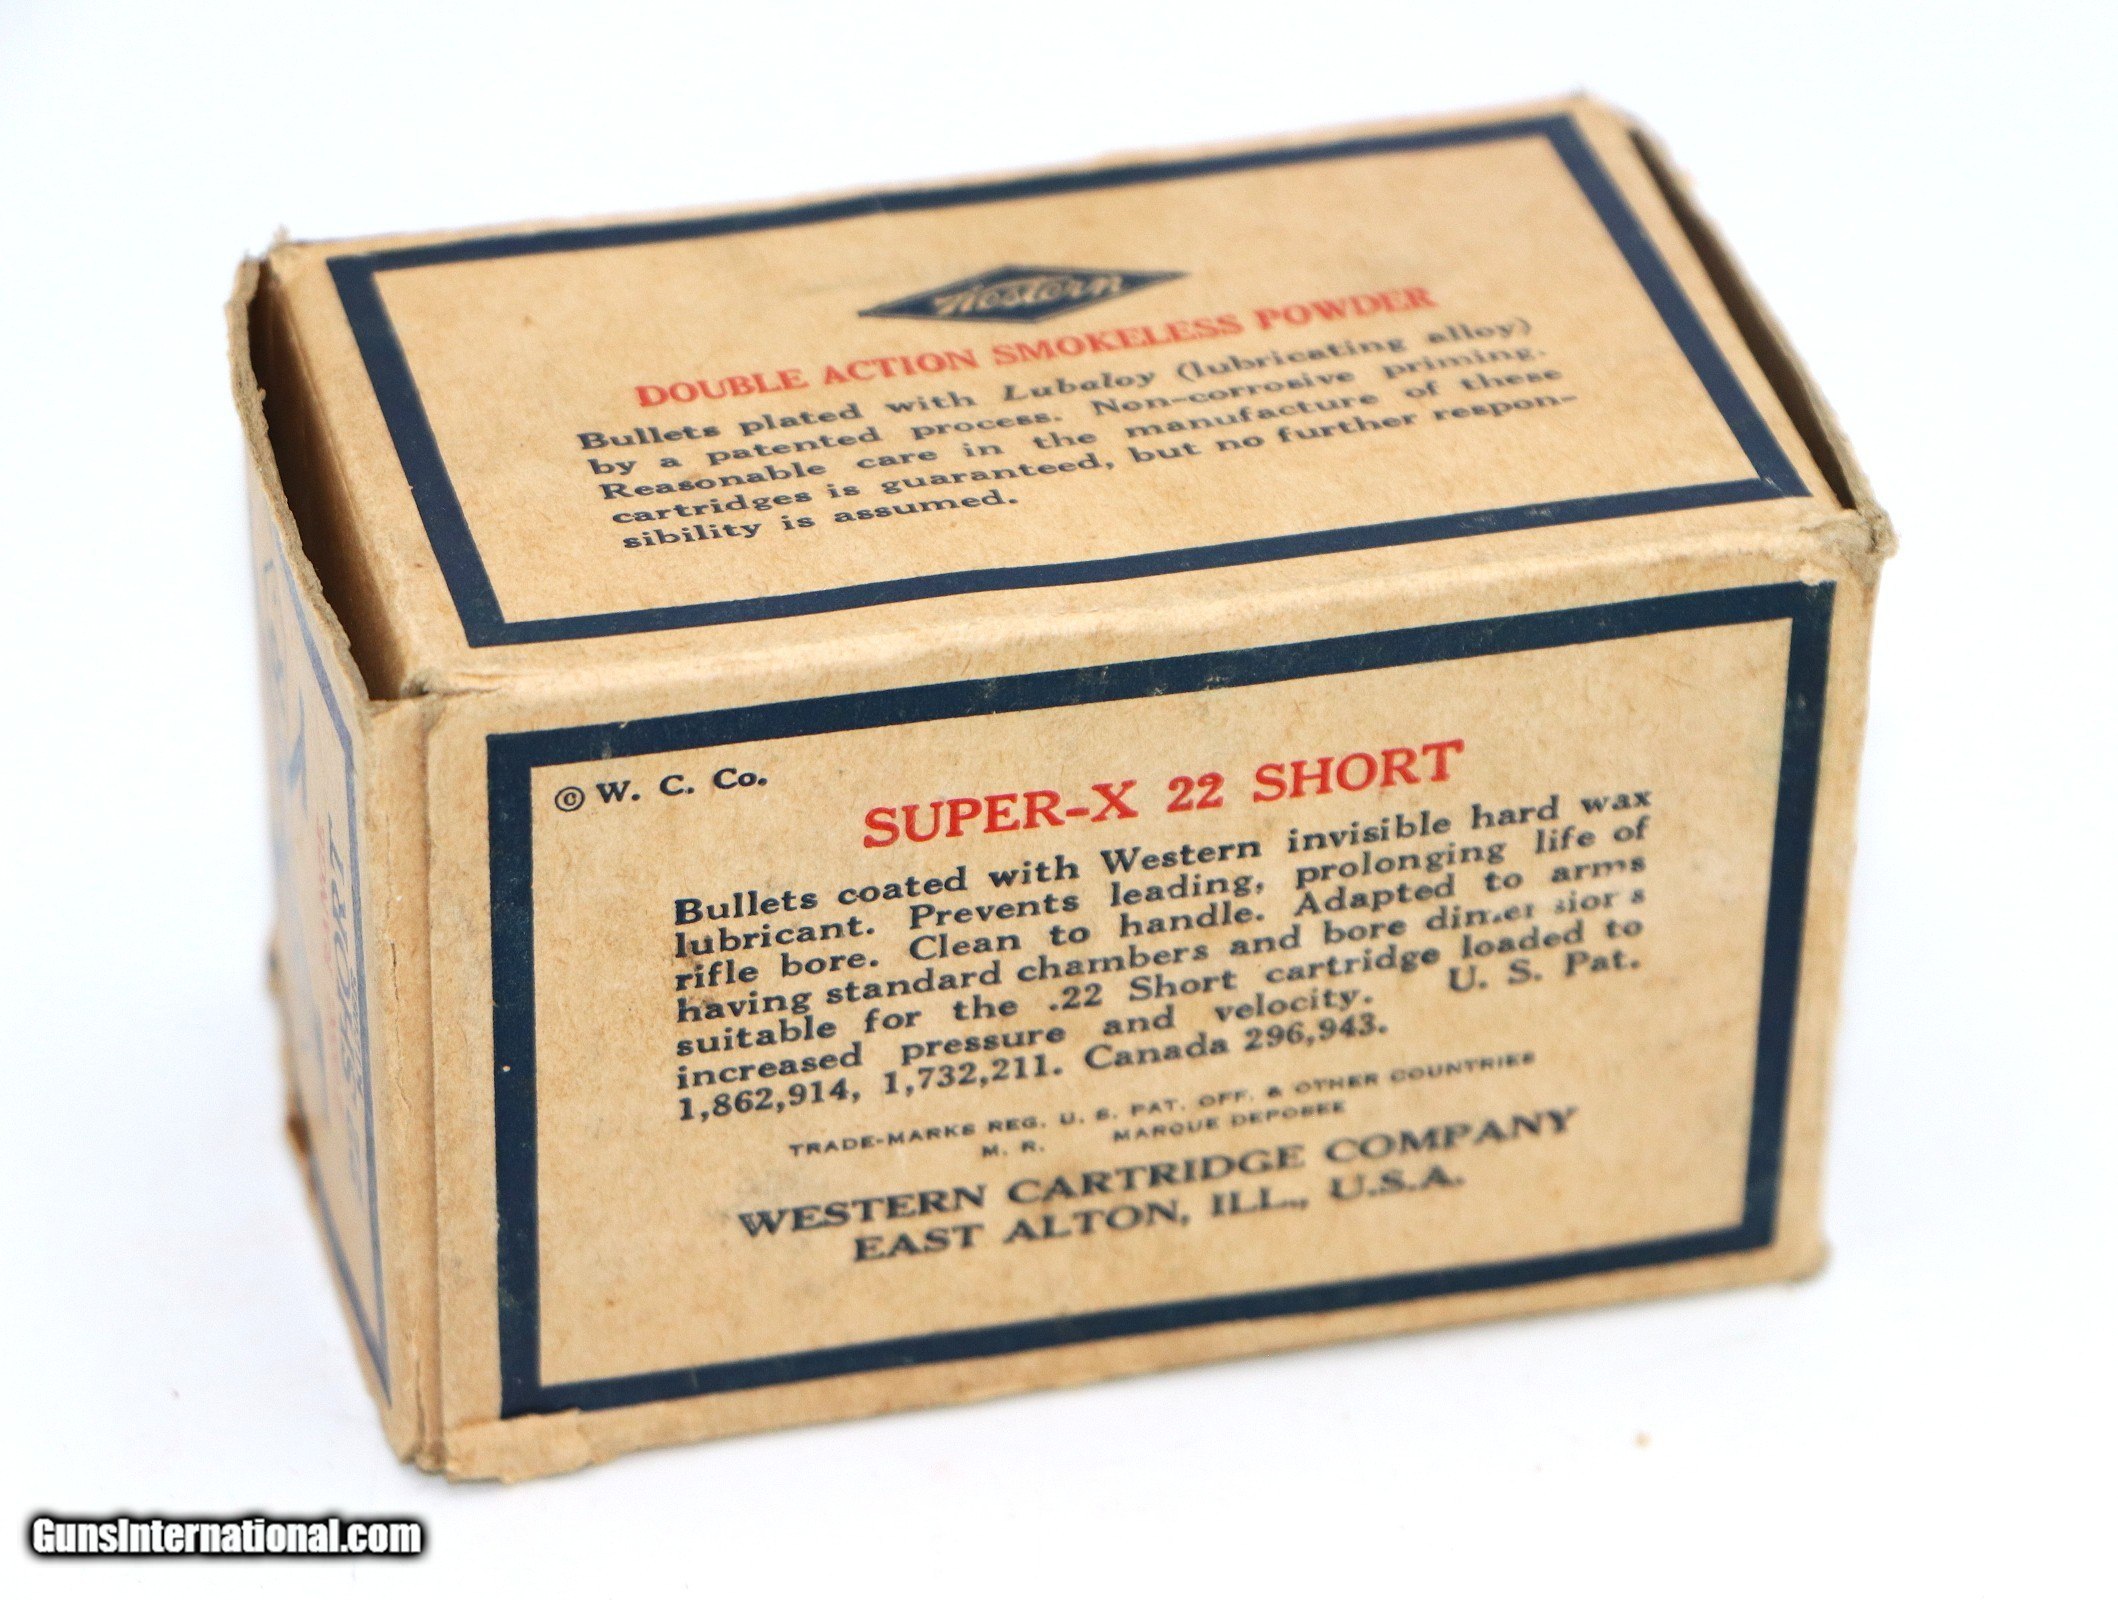 Western
DOUBLE ACTION SMOKELESS POWDER
Bullets plated with Lubaloy (lubricating alloy)
by a patented process. Non-corrosive priming.
Reasonable care in the manufacture of these
cartridges is guaranteed, but no further respon-
sibility is assumed.
© W. C. Co.
SUPER-X 22 SHORT
Bullets coated with Western invisible hard wax
lubricant. Prevents leading, prolonging life of
rifle bore. Clean to handle. Adapted to arms
having standard chambers and bore dimensions
suitable for the .22 Short cartridge loaded to
increased pressure and velocity. U. S. Pat.
1,862,914, 1,732,211. Canada 296,943.
TRADE-MARKS REG. U. S. PAT. OFF. & OTHER COUNTRIES
M. R. MARQUE DEPOSEE
WESTERN CARTRIDGE COMPANY
EAST ALTON, ILL., U.S.A.
GunsInternational.com